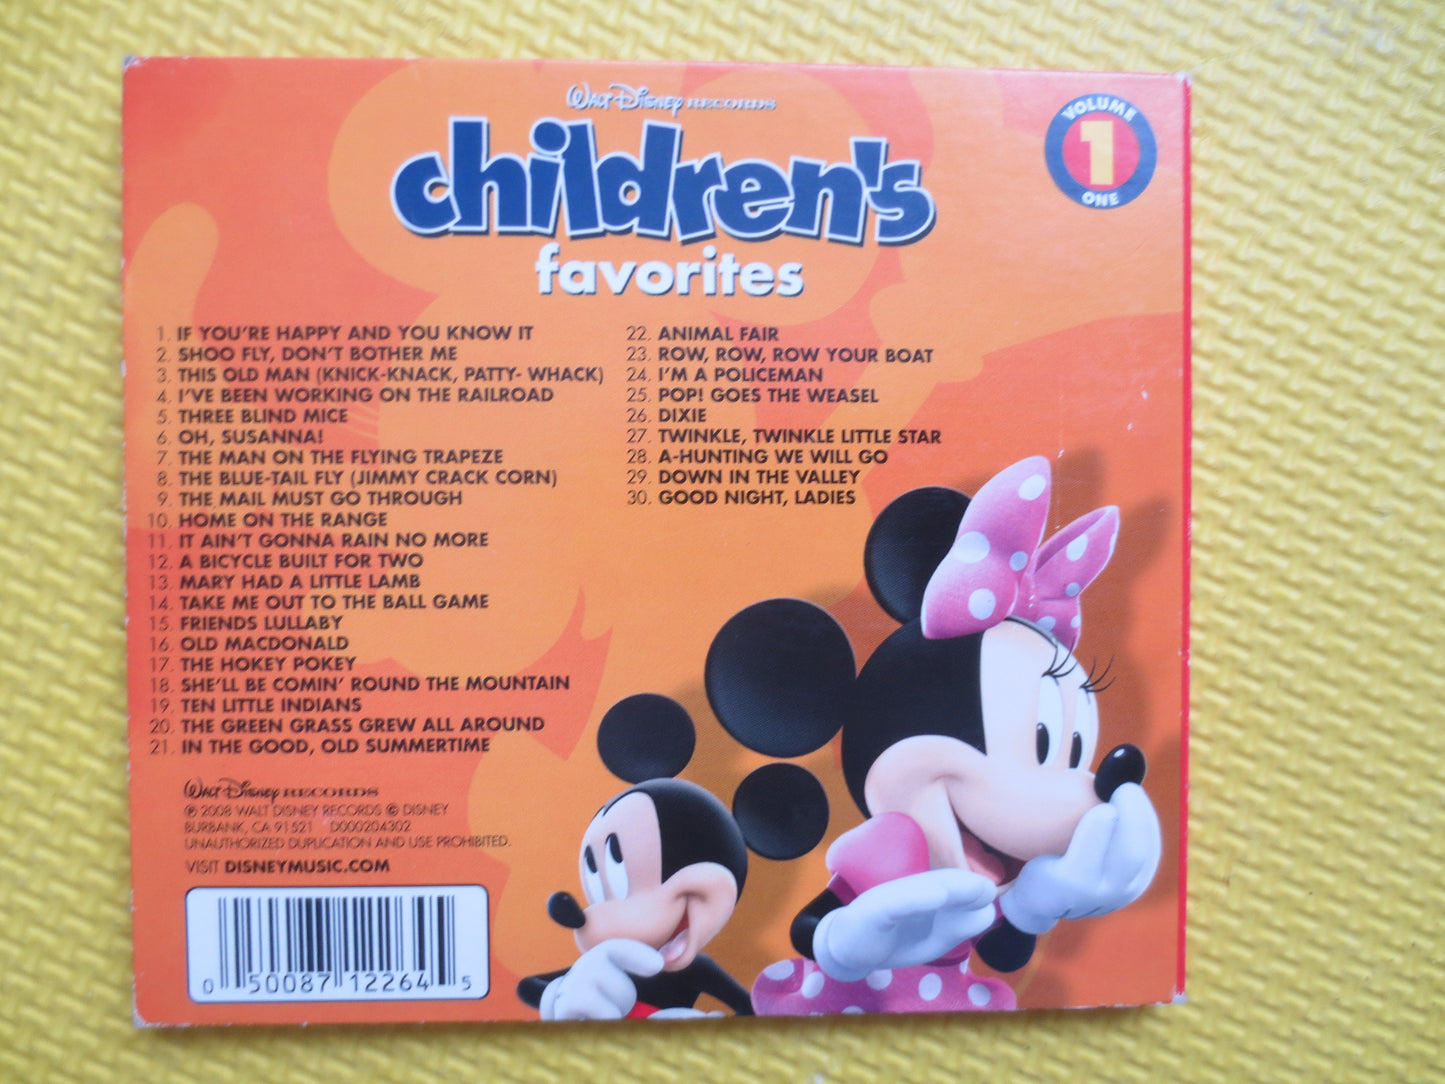 Walt Disney RECORDS
children's
favorites
VOLUME
1
ONE
1. IF YOU'RE HAPPY AND YOU KNOW IT
2. SHOO FLY, DON'T BOTHER ME
3. THIS OLD MAN (KNICK-KNACK, PATTY- WHACK)
4. I'VE BEEN WORKING ON THE RAILROAD
5. THREE BLIND MICE
6. OH, SUSANNA!
7. THE MAN ON THE FLYING TRAPEZE
8. THE BLUE-TAIL FLY (JIMMY CRACK CORN)
9. THE MAIL MUST GO THROUGH
10. HOME ON THE RANGE
11. IT AIN'T GONNA RAIN NO MORE
12. A BICYCLE BUILT FOR TWO
13. MARY HAD A LITTLE LAMB
14. TAKE ME OUT TO THE BALL GAME
15. FRIENDS LULLABY
16. OLD MACDONALD
17. THE HOKEY POKEY
18. SHE'LL BE COMIN' ROUND THE MOUNTAIN
19. TEN LITTLE INDIANS
20. THE GREEN GRASS GREW ALL AROUND
21. IN THE GOOD, OLD SUMMERTIME
22. ANIMAL FAIR
23. ROW, ROW, ROW YOUR BOAT
24. I'M A POLICEMAN
25. POP! GOES THE WEASEL
26. DIXIE
27. TWINKLE, TWINKLE LITTLE STAR
28. A-HUNTING WE WILL GO
29. DOWN IN THE VALLEY
30. GOOD NIGHT, LADIES
Walt Disney RECORDS
℗ 2008 WALT DISNEY RECORDS © DISNEY
BURBANK, CA 91521 D000204302
UNAUTHORIZED DUPLICATION AND USE PROHIBITED.
VISIT DISNEYMUSIC.COM
0 50087 12264 5